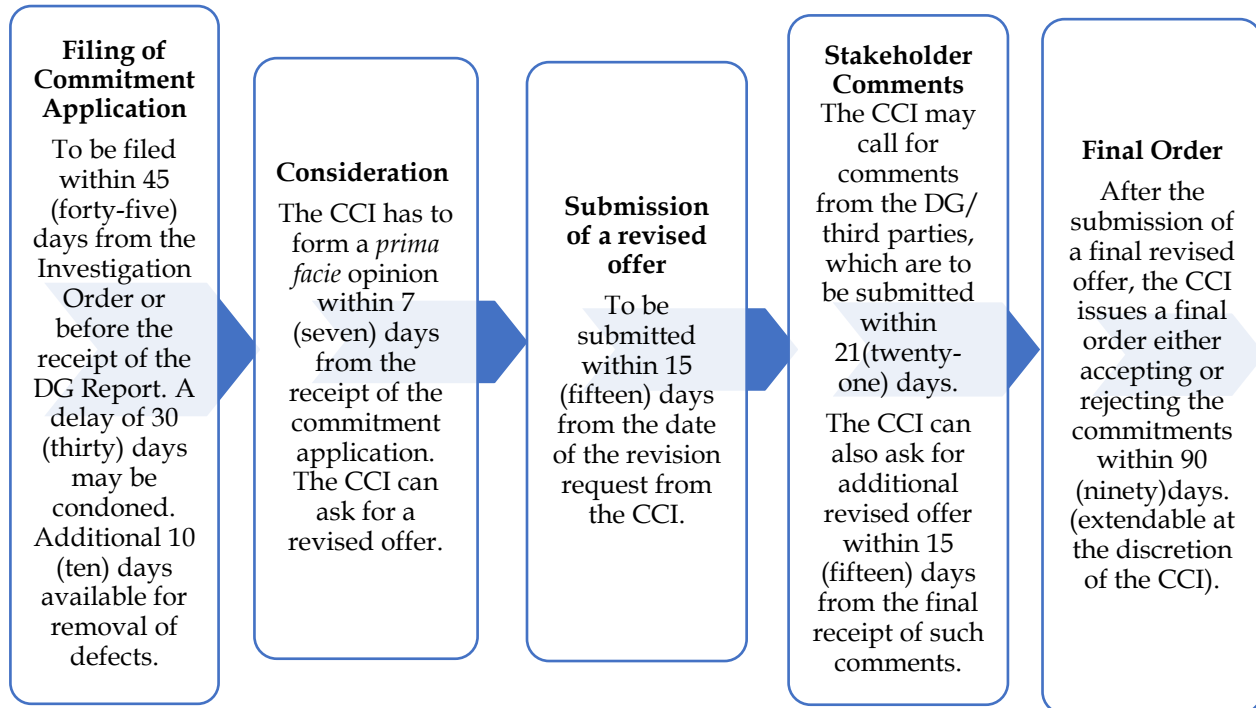 Filing of
Commitment
Application
To be filed
within 45
(forty-five)
days from the
Investigation
Order or
before the
receipt of the
DG Report. A
delay of 30
(thirty) days
may be
condoned.
Additional 10
(ten) days
available for
removal of
defects.
Consideration
The CCI has to
form a prima
facie opinion
within 7
(seven) days
from the
receipt of the
commitment
application.
The CCI can
ask for a
revised offer.
Submission
of a revised
offer
To be
submitted
within 15
(fifteen) days
from the date
of the revision
request from
the CCI.
Stakeholder
Comments
The CCI may
call for
comments
from the DG/
third parties,
which are to
be submitted
within
21(twenty-
one) days.
The CCI can
also ask for
additional
revised offer
within 15
(fifteen) days
from the final
receipt of such
comments.
Final Order
After the
submission of
a final revised
offer, the CCI
issues a final
order either
accepting or
rejecting the
commitments
within 90
(ninety)days.
(extendable at
the discretion
of the CCI).